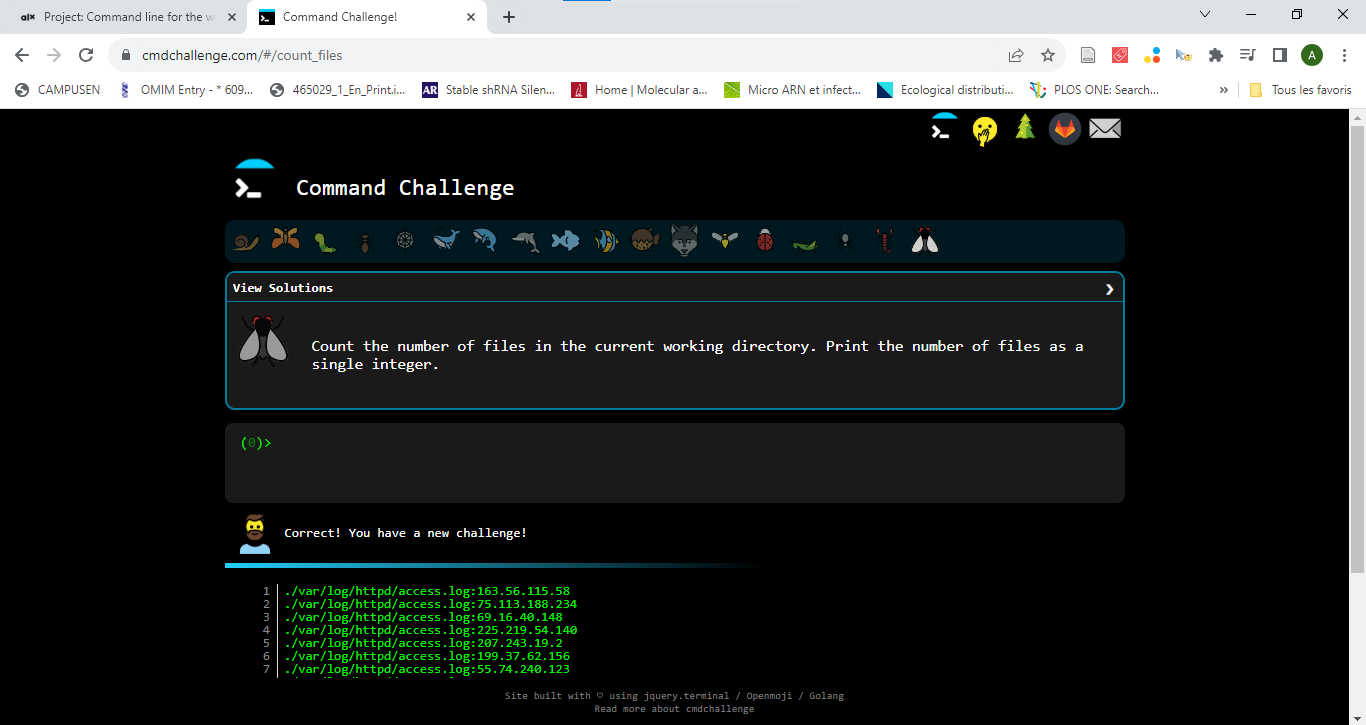 alx Project: Command line for the w
Command Challenge!
cmdchallenge.com/#/count_files
A
CAMPUSEN
OMIM Entry - * 609...
465029_1_En_Print.i...
AR Stable shRNA Silen...
Home | Molecular a...
Micro ARN et infect...
Ecological distributi...
PLOS ONE: Search...
»
Tous les favoris
Command Challenge
View Solutions
Count the number of files in the current working directory. Print the number of files as a
single integer.
(0)>
Correct! You have a new challenge!
1 ./var/log/httpd/access.log:163.56.115.58
2 ./var/log/httpd/access.log:75.113.188.234
3 ./var/log/httpd/access.log:69.16.40.148
4 ./var/log/httpd/access.log:225.219.54.140
5 ./var/log/httpd/access.log:207.243.19.2
6 ./var/log/httpd/access.log:199.37.62.156
7 ./var/log/httpd/access.log:55.74.240.123
Site built with ♡ using jquery.terminal / Openmoji / Golang
Read more about cmdchallenge